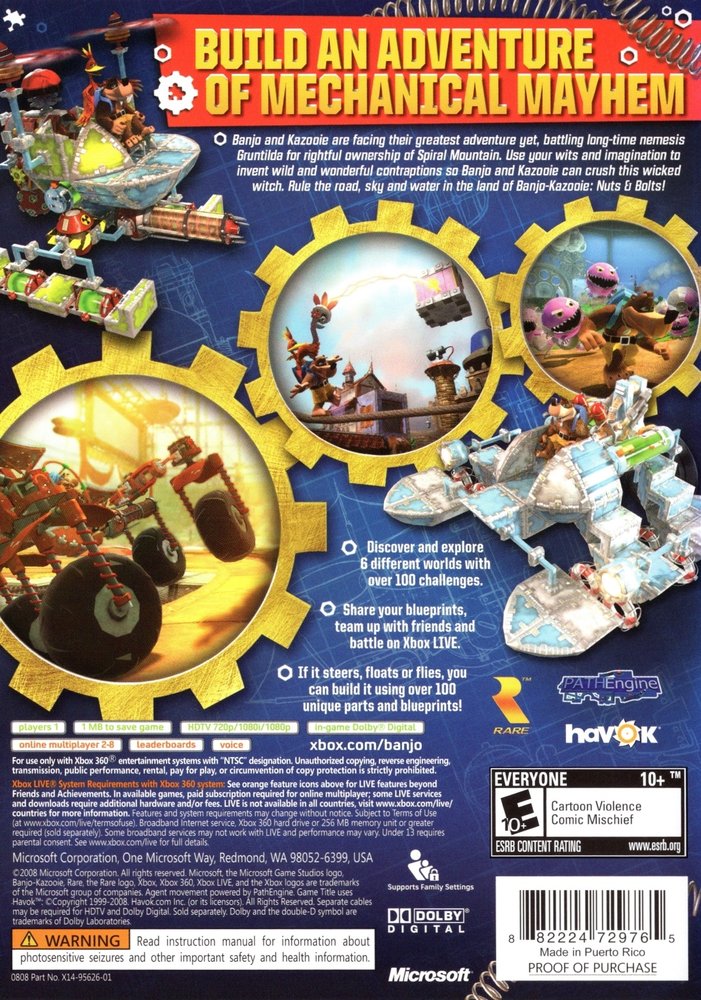 BUILD AN ADVENTURE
OF MECHANICAL MAYHEM
Banjo and Kazooie are facing their greatest adventure yet, battling long-time nemesis
Gruntilda for rightful ownership of Spiral Mountain. Use your wits and imagination to
invent wild and wonderful contraptions so Banjo and Kazooie can crush this wicked
witch. Rule the road, sky and water in the land of Banjo-Kazooie: Nuts & Bolts!
Discover and explore
6 different worlds with
over 100 challenges.
Share your blueprints,
team up with friends and
battle on Xbox LIVE.
If it steers, floats or flies, you
can build it using over 100
unique parts and blueprints!
RARE
PATHEngine
havok
players 1
1 MB to save game
HDTV 720p/1080i/1080p
in-game Dolby® Digital
online multiplayer 2-8
leaderboards
voice
xbox.com/banjo
For use only with Xbox 360® entertainment systems with "NTSC" designation. Unauthorized copying, reverse engineering,
transmission, public performance, rental, pay for play, or circumvention of copy protection is strictly prohibited.
Xbox LIVE® System Requirements with Xbox 360 system: See orange feature icons above for LIVE features beyond
Friends and Achievements. In available games, paid subscription required for online multiplayer; some LIVE services
and downloads require additional hardware and/or fees. LIVE is not available in all countries, visit www.xbox.com/live/
countries for more information. Features and system requirements may change without notice. Subject to Terms of Use
(at www.xbox.com/live/termsofuse). Broadband Internet service, Xbox 360 hard drive or 256 MB memory unit or greater
required (sold separately). Some broadband services may not work with LIVE and performance may vary. Under 13 requires
parental consent. See www.xbox.com/live for full details.
Microsoft Corporation, One Microsoft Way, Redmond, WA 98052-6399, USA
©2008 Microsoft Corporation. All rights reserved. Microsoft, the Microsoft Game Studios logo,
Banjo-Kazooie, Rare, the Rare logo, Xbox, Xbox 360, Xbox LIVE, and the Xbox logos are trademarks
of the Microsoft group of companies. Agent movement powered by PathEngine. Game Title uses
Havok™: ©Copyright 1999-2008. Havok.com Inc. (or its licensors). All Rights Reserved. Separate cables
may be required for HDTV and Dolby Digital. Sold separately. Dolby and the double-D symbol are
trademarks of Dolby Laboratories.
WARNING
Read instruction manual for information about
photosensitive seizures and other important safety and health information.
0808 Part No. X14-95626-01
Supports Family Settings
DOLBY®
DIGITAL
Microsoft®
EVERYONE 10+ ™
E
10+
Cartoon Violence
Comic Mischief
ESRB CONTENT RATING www.esrb.org
8 82224 72976 5
Made in Puerto Rico
PROOF OF PURCHASE